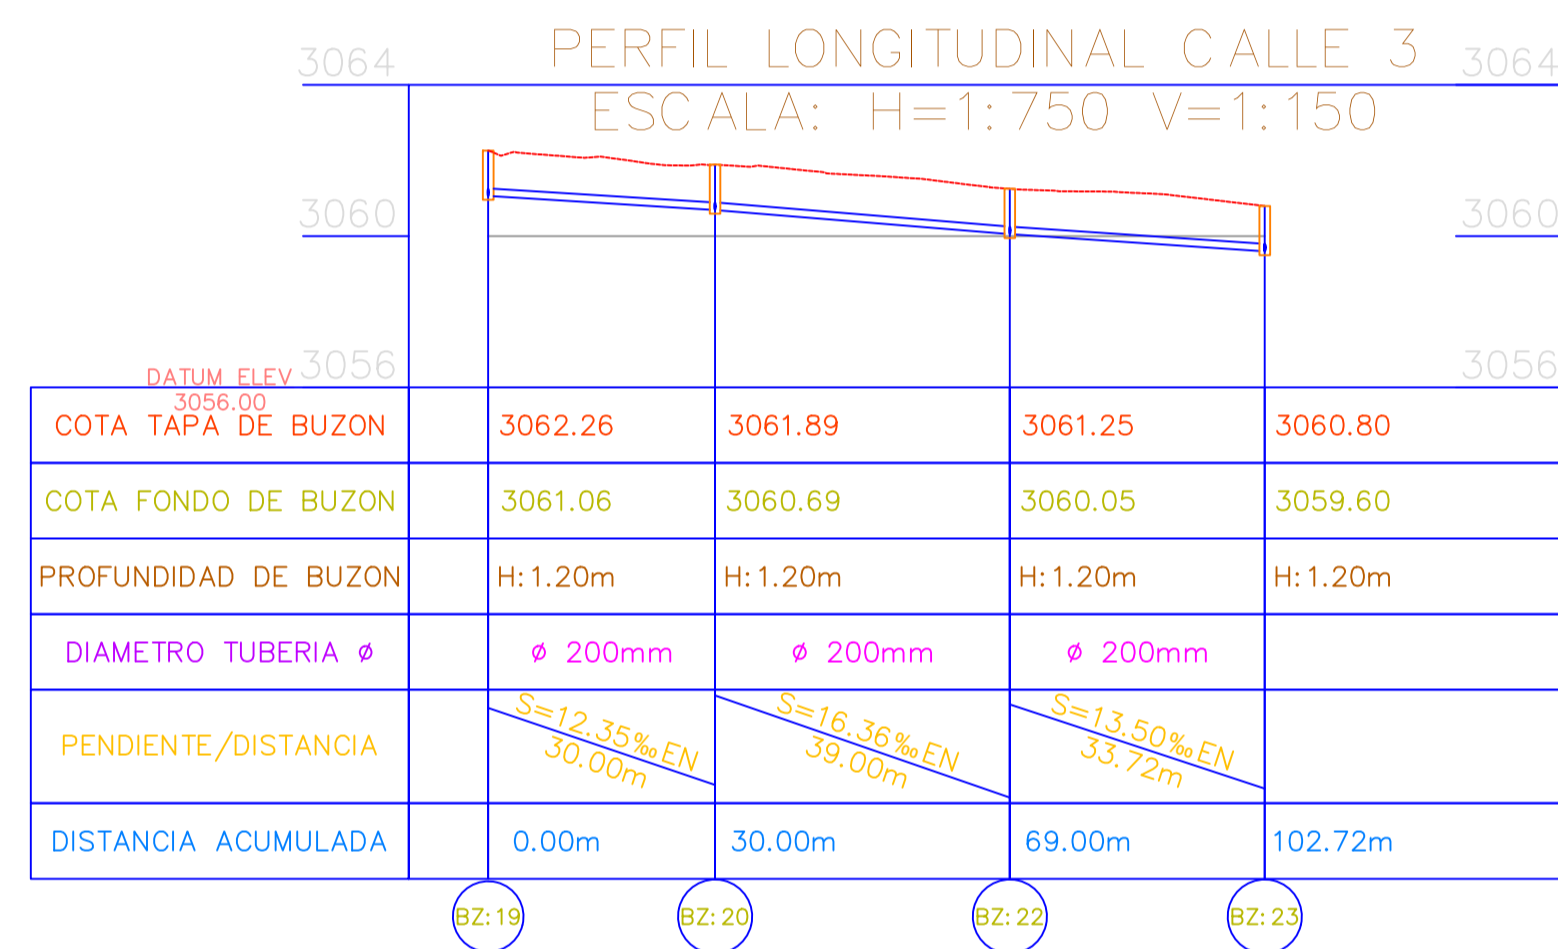 PERFIL LONGITUDINAL CALLE 3
ESCALA: H=1:750 V=1:150
3064 3064
3060 3060
3056 3056
DATUM ELEV
3056.00
COTA TAPA DE BUZON 3062.26 3061.89 3061.25 3060.80
COTA FONDO DE BUZON 3061.06 3060.69 3060.05 3059.60
PROFUNDIDAD DE BUZON H:1.20m H:1.20m H:1.20m H:1.20m
DIAMETRO TUBERIA ø ø 200mm ø 200mm ø 200mm
PENDIENTE/DISTANCIA
S=12.35‰EN
30.00m
S=16.36‰EN
39.00m
S=13.50‰EN
33.72m
DISTANCIA ACUMULADA 0.00m 30.00m 69.00m 102.72m
BZ:19 BZ:20 BZ:22 BZ:23